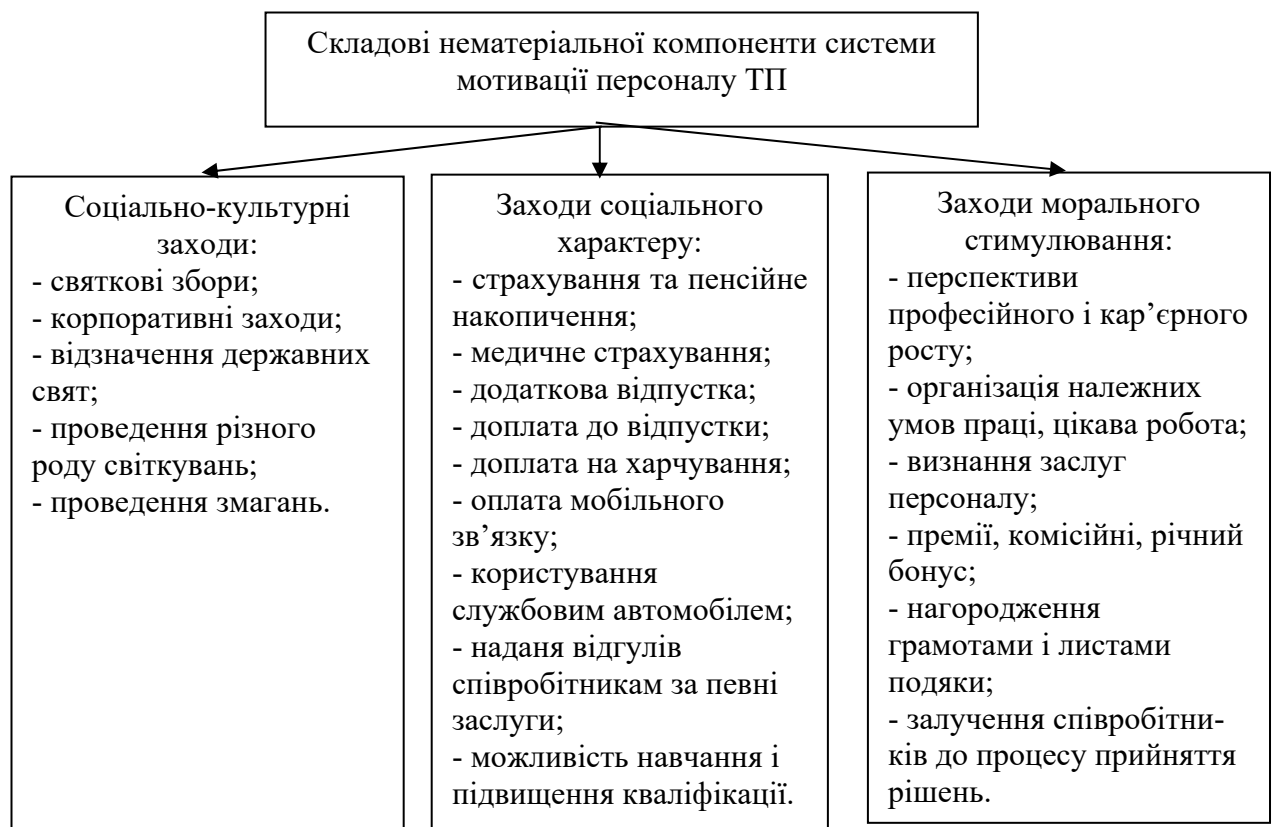 Складові нематеріальної компоненти системи
мотивації персоналу ТП
Соціально-культурні
заходи:
- святкові збори;
- корпоративні заходи;
- відзначення державних
свят;
- проведення різного
роду світкувань;
- проведення змагань.
Заходи соціального
характеру:
- страхування та пенсійне
накопичення;
- медичне страхування;
- додаткова відпустка;
- доплата до відпустки;
- доплата на харчування;
- оплата мобільного
зв’язку;
- користування
службовим автомобілем;
- наданя відгулів
співробітникам за певні
заслуги;
- можливість навчання і
підвищення кваліфікації.
Заходи морального
стимулювання:
- перспективи
професійного і кар’єрного
росту;
- організація належних
умов праці, цікава робота;
- визнання заслуг
персоналу;
- премії, комісійні, річний
бонус;
- нагородження
грамотами і листами
подяки;
- залучення співробітни-
ків до процесу прийняття
рішень.